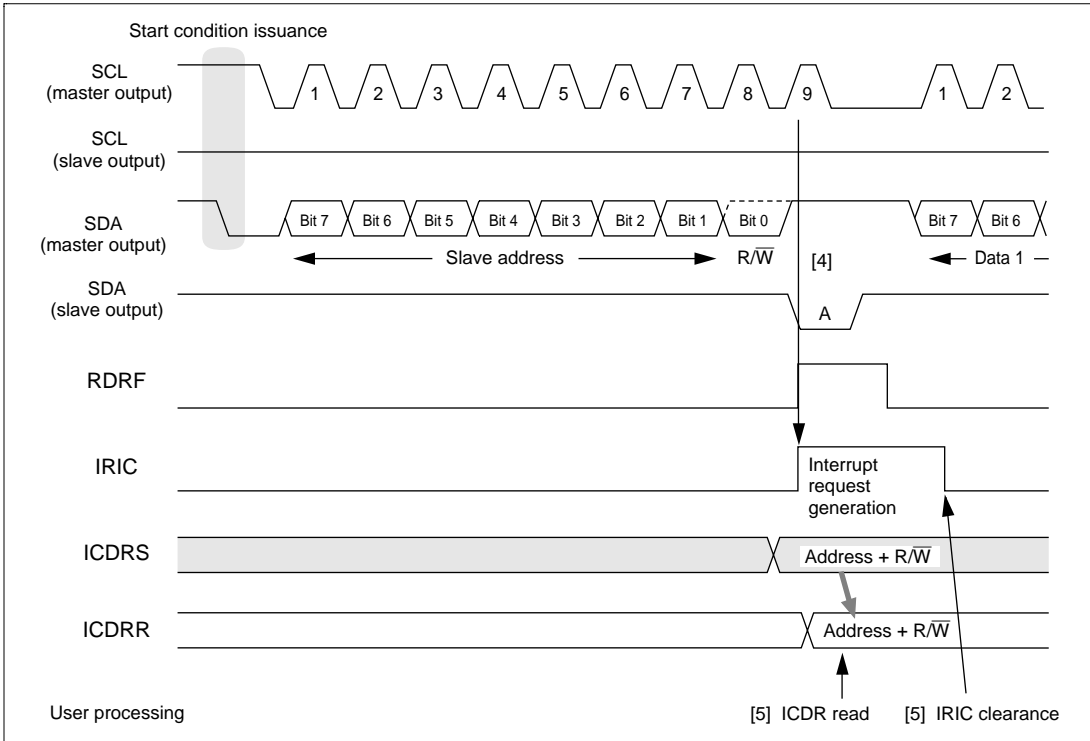 Start condition issuance
SCL
(master output)
1 2 3 4 5 6 7 8 9 1 2
SCL
(slave output)
SDA
(master output)
Bit 7 Bit 6 Bit 5 Bit 4 Bit 3 Bit 2 Bit 1 Bit 0 Bit 7 Bit 6
Slave address R/W̅ [4] Data 1
SDA
(slave output)
A
RDRF
IRIC
Interrupt
request
generation
ICDRS
Address + R/W̅
ICDRR
Address + R/W̅
User processing
[5] ICDR read [5] IRIC clearance